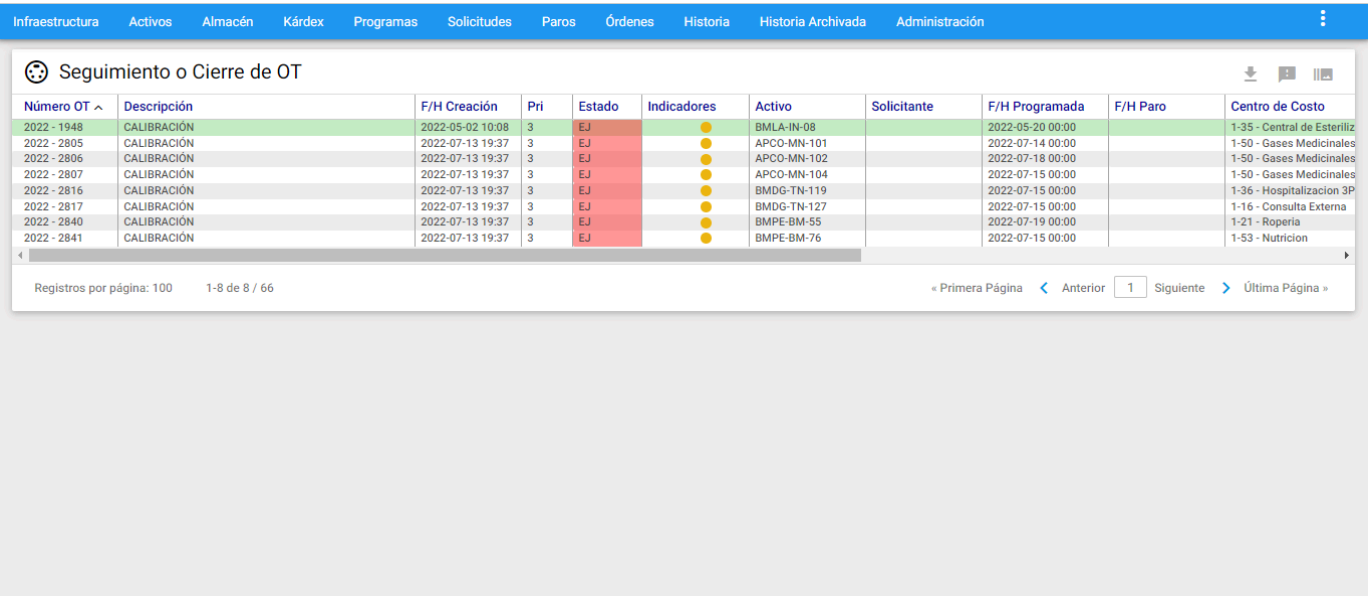 Infraestructura Activos Almacén Kárdex Programas Solicitudes Paros Órdenes Historia Historia Archivada Administración
Seguimiento o Cierre de OT
Número OT Descripción F/H Creación Pri Estado Indicadores Activo Solicitante F/H Programada F/H Paro Centro de Costo
2022 - 1948 CALIBRACIÓN 2022-05-02 10:08 3 EJ BMLA-IN-08 2022-05-20 00:00 1-35 - Central de Esteriliz
2022 - 2805 CALIBRACIÓN 2022-07-13 19:37 3 EJ APCO-MN-101 2022-07-14 00:00 1-50 - Gases Medicinales
2022 - 2806 CALIBRACIÓN 2022-07-13 19:37 3 EJ APCO-MN-102 2022-07-18 00:00 1-50 - Gases Medicinales
2022 - 2807 CALIBRACIÓN 2022-07-13 19:37 3 EJ APCO-MN-104 2022-07-15 00:00 1-50 - Gases Medicinales
2022 - 2816 CALIBRACIÓN 2022-07-13 19:37 3 EJ BMDG-TN-119 2022-07-15 00:00 1-36 - Hospitalizacion 3P
2022 - 2817 CALIBRACIÓN 2022-07-13 19:37 3 EJ BMDG-TN-127 2022-07-15 00:00 1-16 - Consulta Externa
2022 - 2840 CALIBRACIÓN 2022-07-13 19:37 3 EJ BMPE-BM-55 2022-07-19 00:00 1-21 - Roperia
2022 - 2841 CALIBRACIÓN 2022-07-13 19:37 3 EJ BMPE-BM-76 2022-07-15 00:00 1-53 - Nutricion
Registros por página: 100 1-8 de 8 / 66 « Primera Página Anterior 1 Siguiente Última Página »